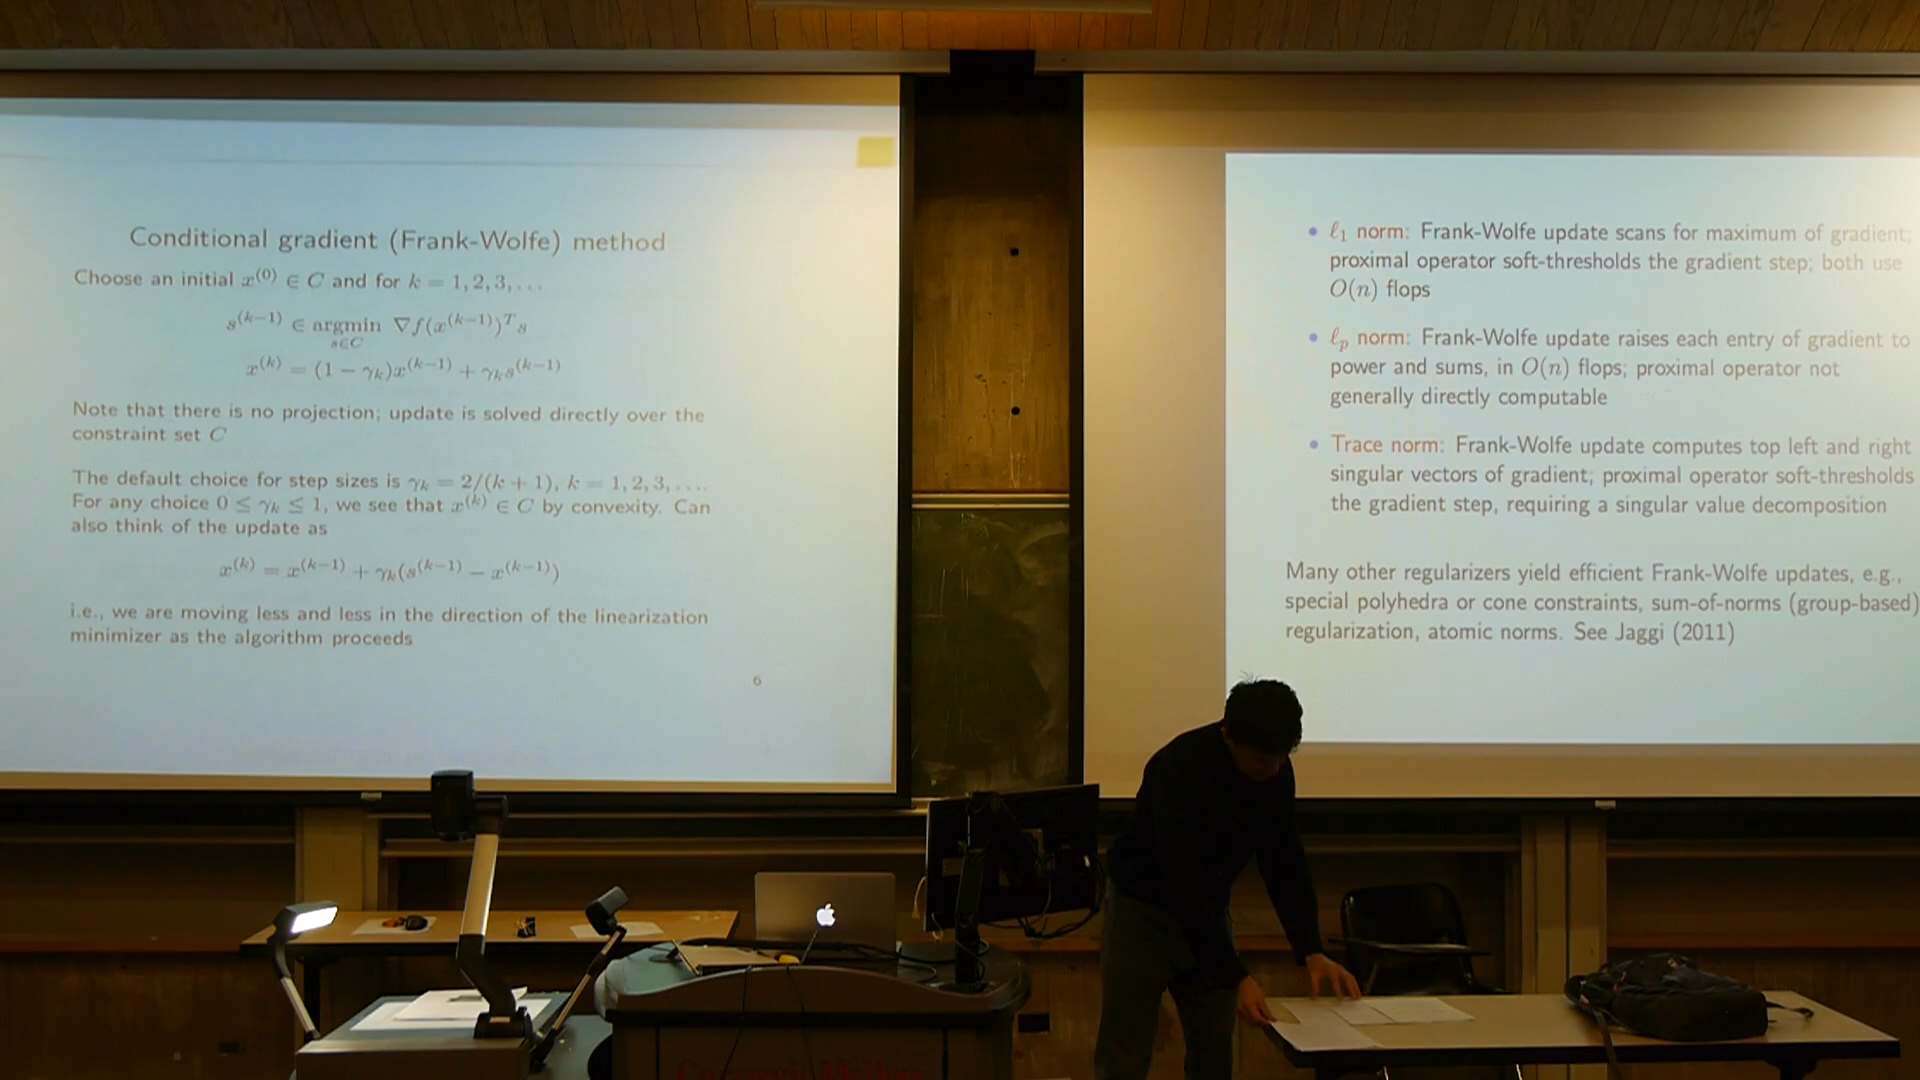 Conditional gradient (Frank-Wolfe) method
Choose an initial x^(0) ∈ C and for k = 1, 2, 3, . . .
s^(k−1) ∈ argmin ∇f(x^(k−1))^T s
s∈C
x^(k) = (1 − γ_k)x^(k−1) + γ_k s^(k−1)
Note that there is no projection; update is solved directly over the
constraint set C
The default choice for step sizes is γ_k = 2/(k + 1), k = 1, 2, 3, . . ..
For any choice 0 ≤ γ_k ≤ 1, we see that x^(k) ∈ C by convexity. Can
also think of the update as
x^(k) = x^(k−1) + γ_k(s^(k−1) − x^(k−1))
i.e., we are moving less and less in the direction of the linearization
minimizer as the algorithm proceeds
6
• ℓ_1 norm: Frank-Wolfe update scans for maximum of gradient;
proximal operator soft-thresholds the gradient step; both use
O(n) flops
• ℓ_p norm: Frank-Wolfe update raises each entry of gradient to
power and sums, in O(n) flops; proximal operator not
generally directly computable
• Trace norm: Frank-Wolfe update computes top left and right
singular vectors of gradient; proximal operator soft-thresholds
the gradient step, requiring a singular value decomposition
Many other regularizers yield efficient Frank-Wolfe updates, e.g.,
special polyhedra or cone constraints, sum-of-norms (group-based)
regularization, atomic norms. See Jaggi (2011)
Carnegie Mellon